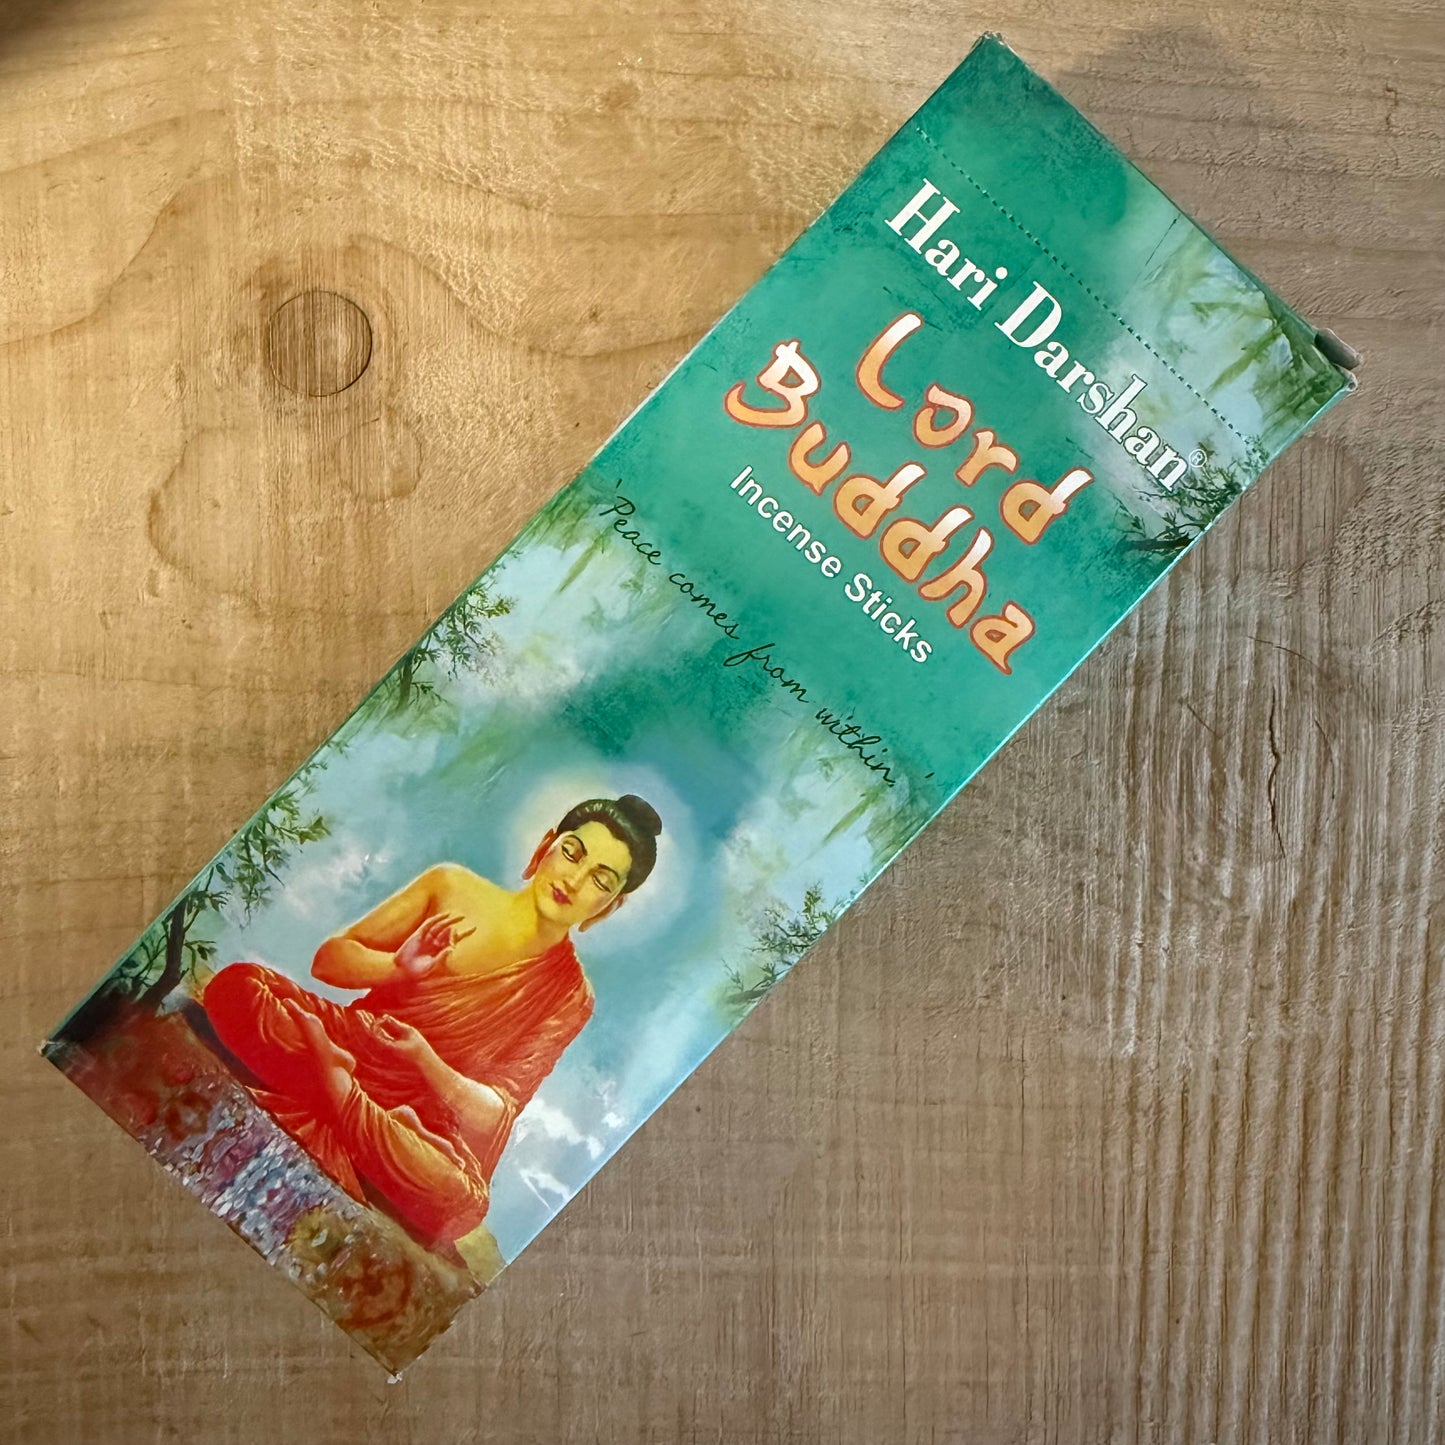 Hari Darshan®
Lord
Buddha
Incense Sticks
'Peace comes from within.'